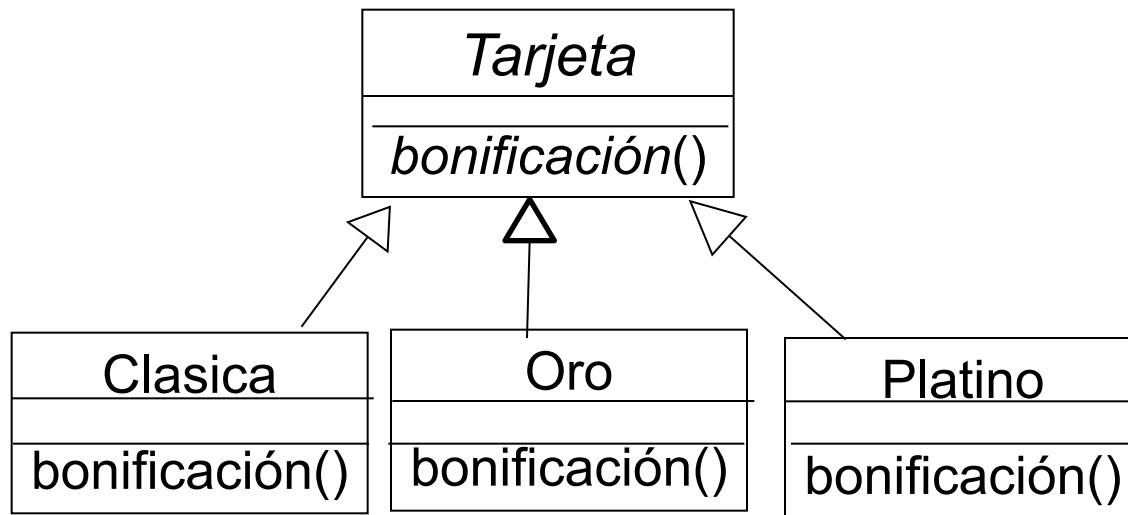 Tarjeta
bonificación()
Clasica
bonificación()
Oro
bonificación()
Platino
bonificación()